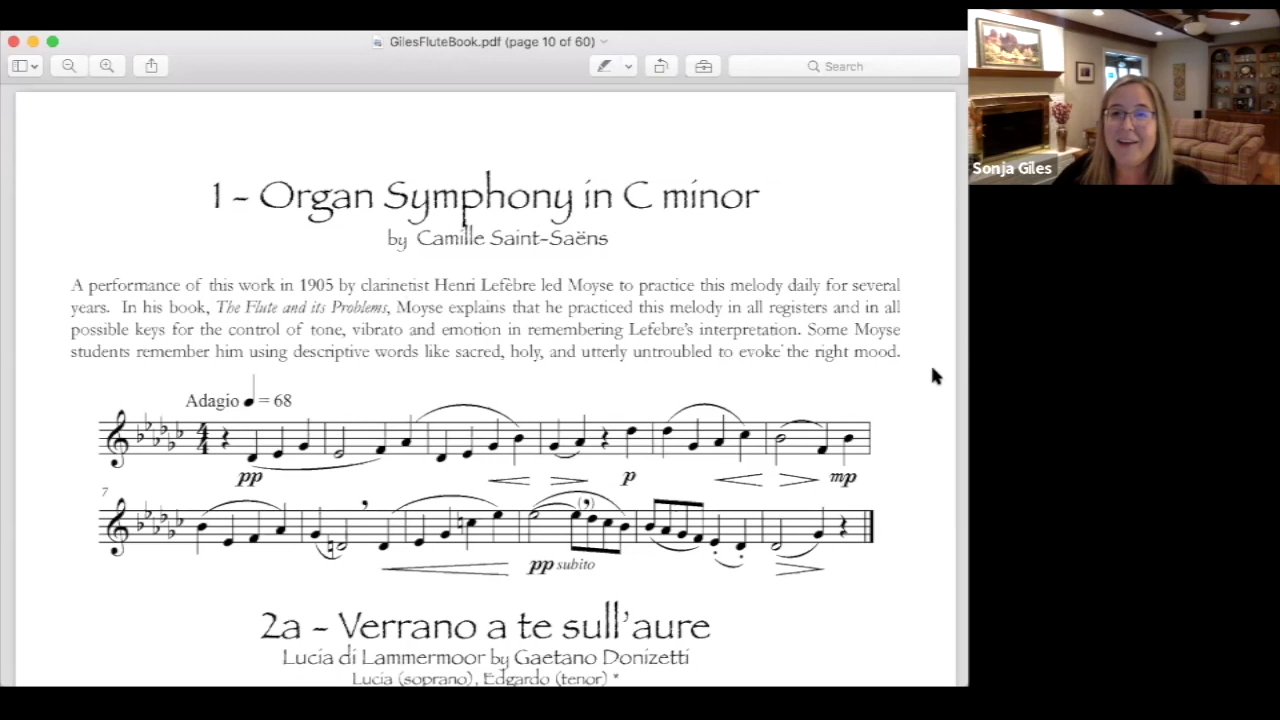 GilesFluteBook.pdf (page 10 of 60)
Search
Sonja Giles
1 - Organ Symphony in C minor
by Camille Saint-Saëns
A performance of this work in 1905 by clarinetist Henri Lefèbre led Moyse to practice this melody daily for several
years. In his book, The Flute and its Problems, Moyse explains that he practiced this melody in all registers and in all
possible keys for the control of tone, vibrato and emotion in remembering Lefebre's interpretation. Some Moyse
students remember him using descriptive words like sacred, holy, and utterly untroubled to evoke the right mood.
Adagio ♩ = 68
4
4
pp p mp
7
pp subito
2a - Verrano a te sull'aure
Lucia di Lammermoor by Gaetano Donizetti
Lucia (soprano), Edgardo (tenor) *